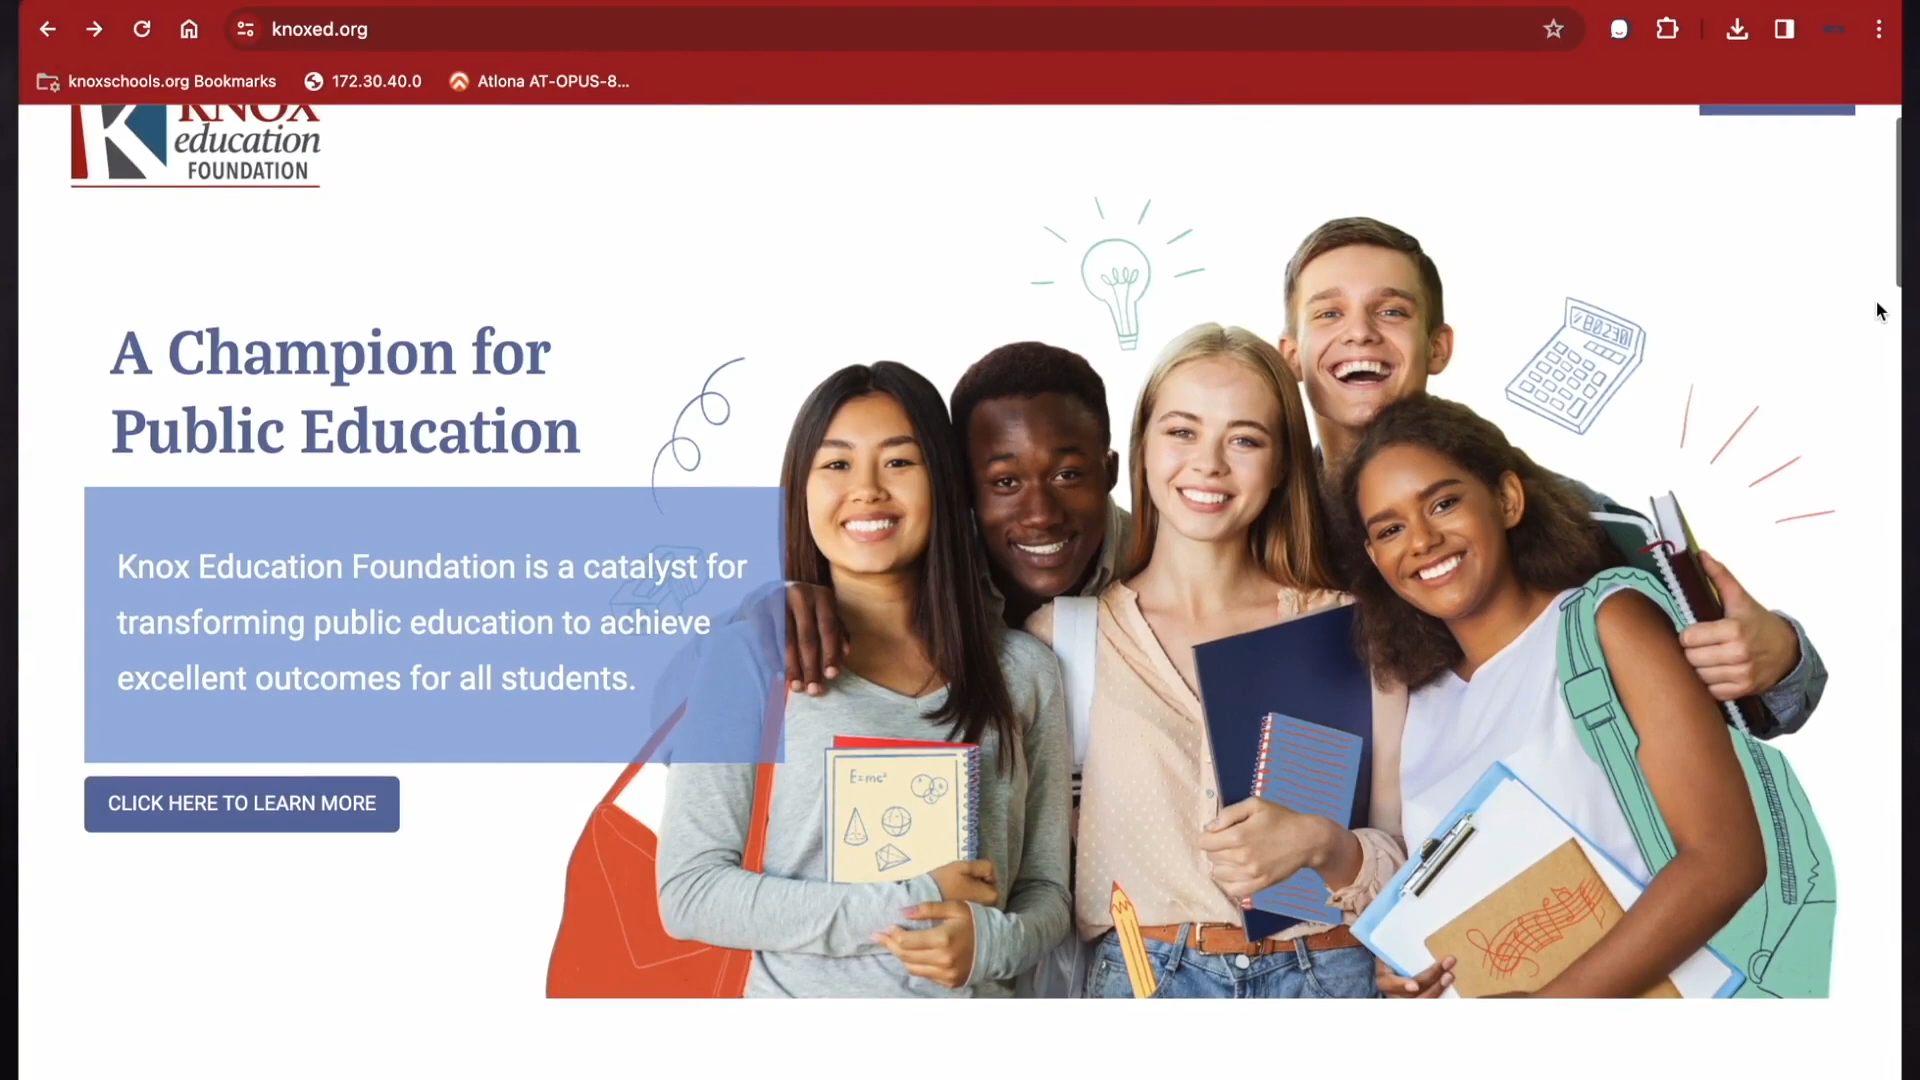 knoxed.org
knoxschools.org Bookmarks
172.30.40.0
Atlona AT-OPUS-8...
KNOX
education
FOUNDATION
A Champion for
Public Education
Knox Education Foundation is a catalyst for
transforming public education to achieve
excellent outcomes for all students.
CLICK HERE TO LEARN MORE
E=mc²